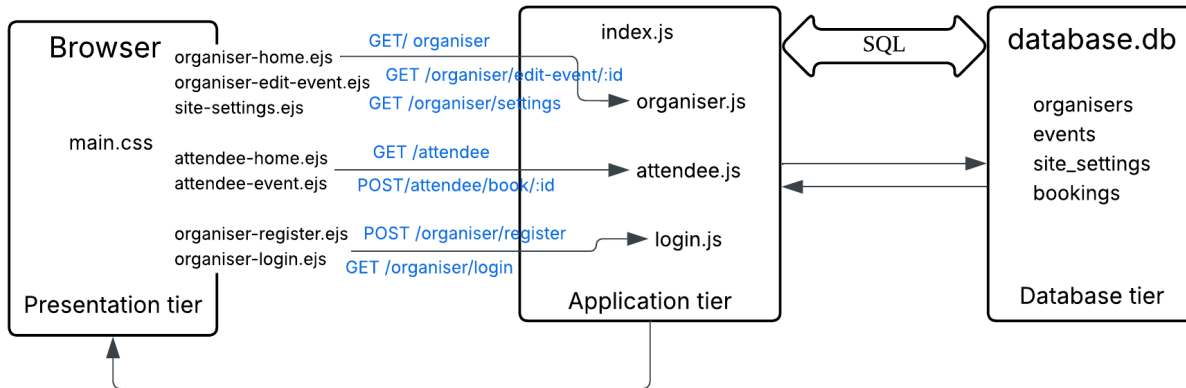 Browser
main.css
organiser-home.ejs
organiser-edit-event.ejs
site-settings.ejs
attendee-home.ejs
attendee-event.ejs
organiser-register.ejs
organiser-login.ejs
Presentation tier
GET/ organiser
GET /organiser/edit-event/:id
GET /organiser/settings
GET /attendee
POST/attendee/book/:id
POST /organiser/register
GET /organiser/login
index.js
organiser.js
attendee.js
login.js
Application tier
SQL
database.db
organisers
events
site_settings
bookings
Database tier